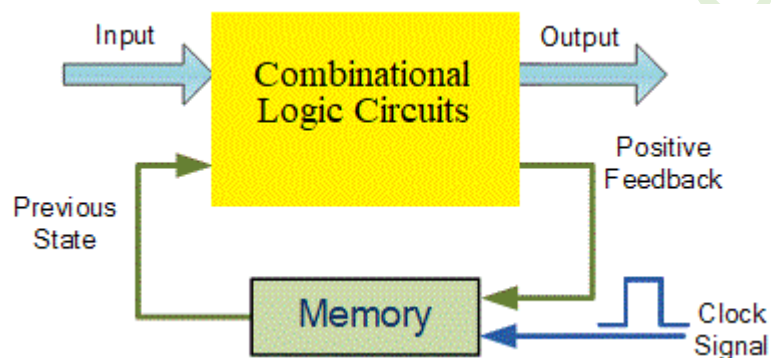 Input
Output
Combinational
Logic Circuits
Positive
Feedback
Previous
State
Memory
Clock
Signal